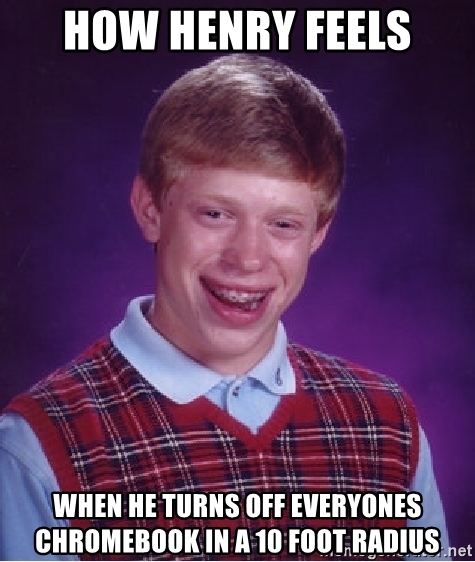 HOW HENRY FEELS
WHEN HE TURNS OFF EVERYONES
CHROMEBOOK IN A 10 FOOT RADIUS